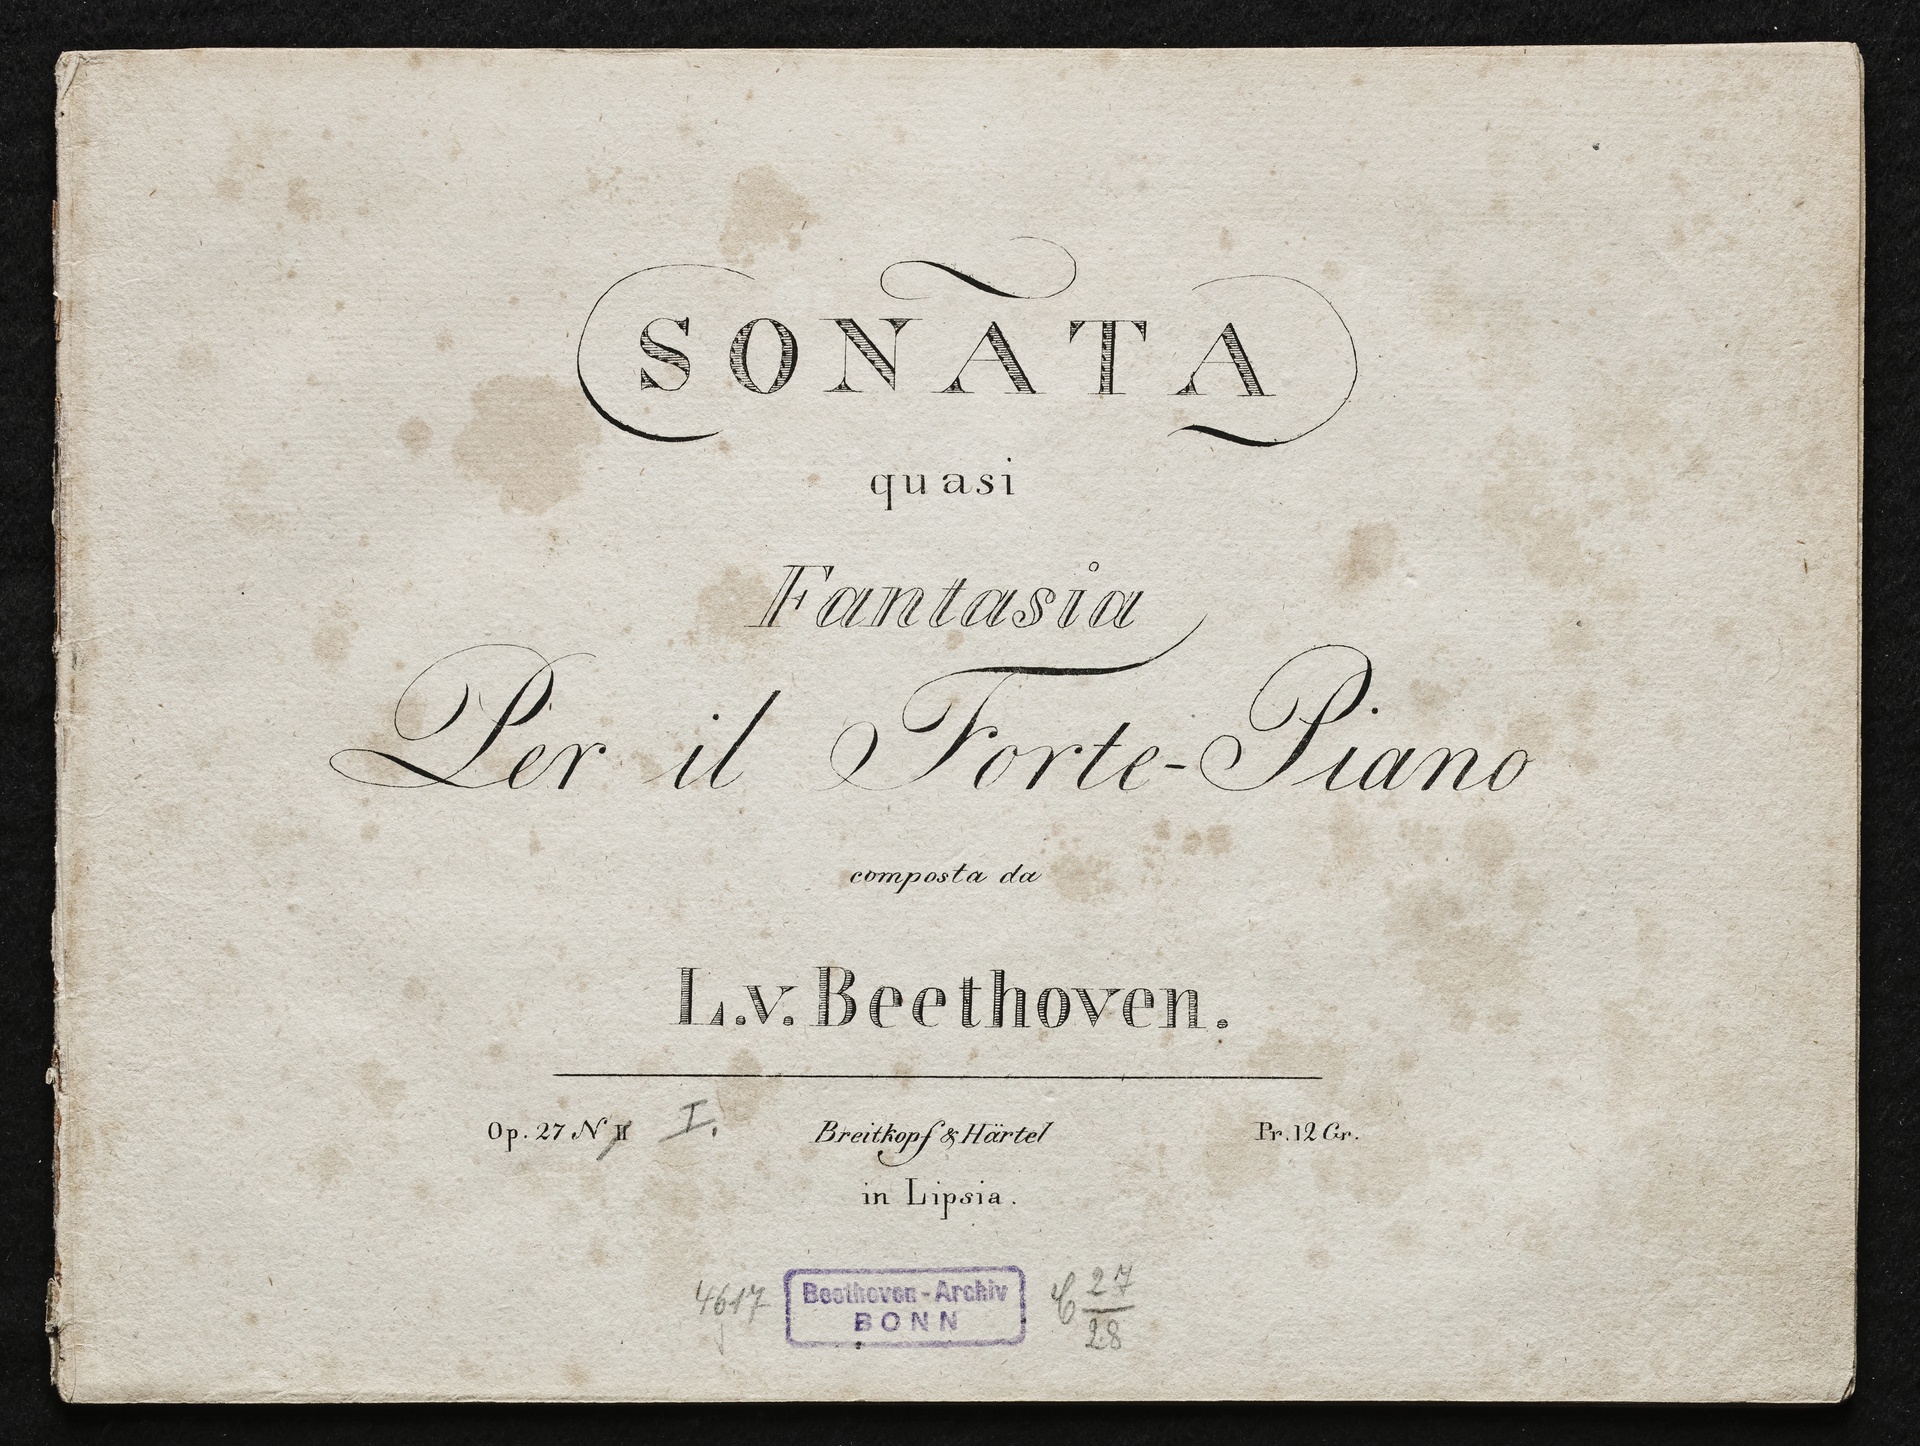 SONATA
quasi
Fantasia
Per il Forte-Piano
composta da
L.v. Beethoven.
Op. 27 N II I. Breitkopf & Härtel Pr. 12 Gr.
in Lipsia.
4617 Beethoven-Archiv C 27
BONN 28